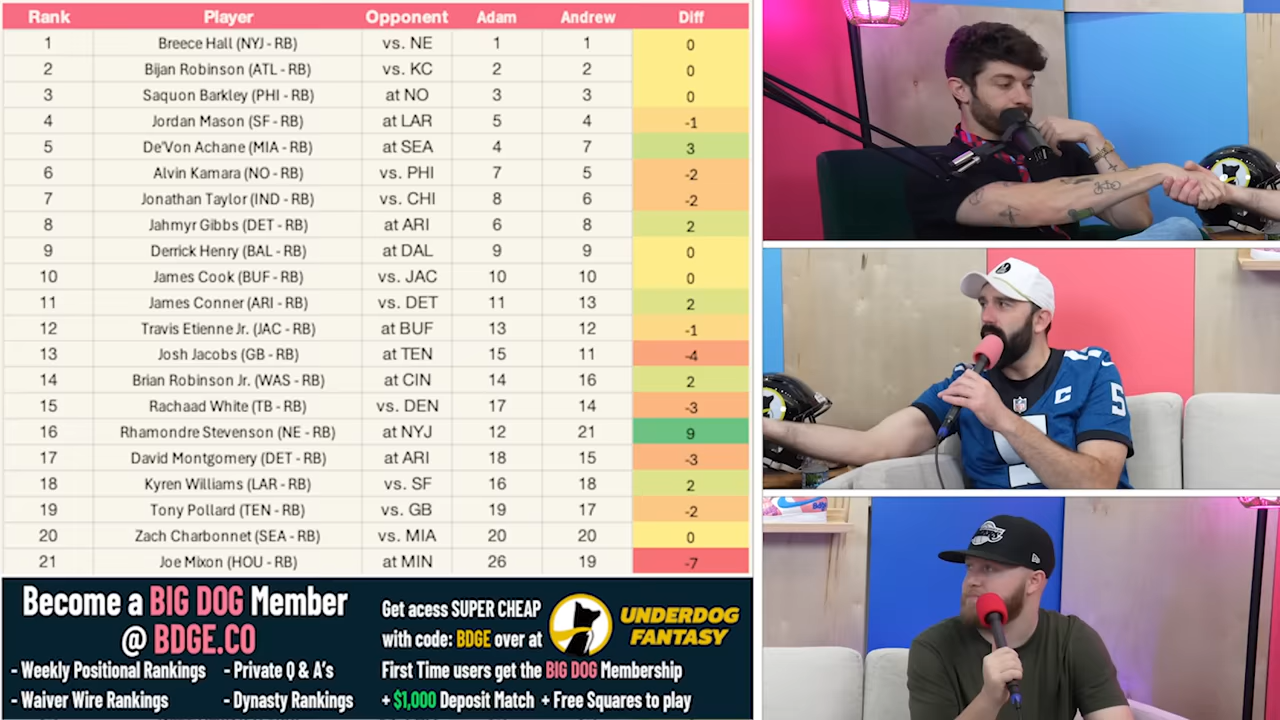 Rank Player Opponent Adam Andrew Diff
1 Breece Hall (NYJ - RB) vs. NE 1 1 0
2 Bijan Robinson (ATL - RB) vs. KC 2 2 0
3 Saquon Barkley (PHI - RB) at NO 3 3 0
4 Jordan Mason (SF - RB) at LAR 5 4 -1
5 De'Von Achane (MIA - RB) at SEA 4 7 3
6 Alvin Kamara (NO - RB) vs. PHI 7 5 -2
7 Jonathan Taylor (IND - RB) vs. CHI 8 6 -2
8 Jahmyr Gibbs (DET - RB) at ARI 6 8 2
9 Derrick Henry (BAL - RB) at DAL 9 9 0
10 James Cook (BUF - RB) vs. JAC 10 10 0
11 James Conner (ARI - RB) vs. DET 11 13 2
12 Travis Etienne Jr. (JAC - RB) at BUF 13 12 -1
13 Josh Jacobs (GB - RB) at TEN 15 11 -4
14 Brian Robinson Jr. (WAS - RB) at CIN 14 16 2
15 Rachaad White (TB - RB) vs. DEN 17 14 -3
16 Rhamondre Stevenson (NE - RB) at NYJ 12 21 9
17 David Montgomery (DET - RB) at ARI 18 15 -3
18 Kyren Williams (LAR - RB) vs. SF 16 18 2
19 Tony Pollard (TEN - RB) vs. GB 19 17 -2
20 Zach Charbonnet (SEA - RB) vs. MIA 20 20 0
21 Joe Mixon (HOU - RB) at MIN 26 19 -7
Become a BIG DOG Member
@ BDGE.CO
- Weekly Positional Rankings - Private Q & A's
- Waiver Wire Rankings - Dynasty Rankings
Get acess SUPER CHEAP
with code: BDGE over at
UNDERDOG
FANTASY
First Time users get the BIG DOG Membership
+ $1,000 Deposit Match + Free Squares to play
C
5